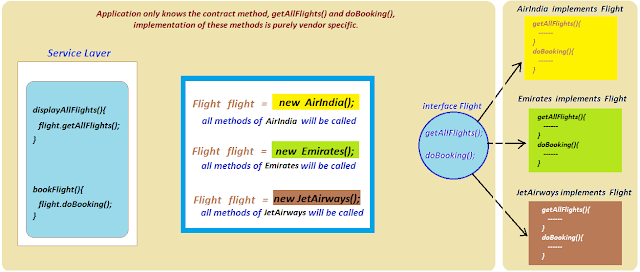 Application only knows the contract method, getAllFlights() and doBooking(),
implementation of these methods is purely vendor specific.
Service Layer
displayAllFlights(){
flight.getAllFlights();
}
bookFlight(){
flight.doBooking();
}
Flight flight = new AirIndia();
all methods of AirIndia will be called
Flight flight = new Emirates();
all methods of Emirates will be called
Flight flight = new JetAirways();
all methods of JetAirways will be called
interface Flight
getAllFlights();
doBooking();
AirIndia implements Flight
getAllFlights(){
------
}
doBooking(){
------
}
Emirates implements Flight
getAllFlights(){
------
}
doBooking(){
------
}
JetAirways implements Flight
getAllFlights(){
------
}
doBooking(){
------
}